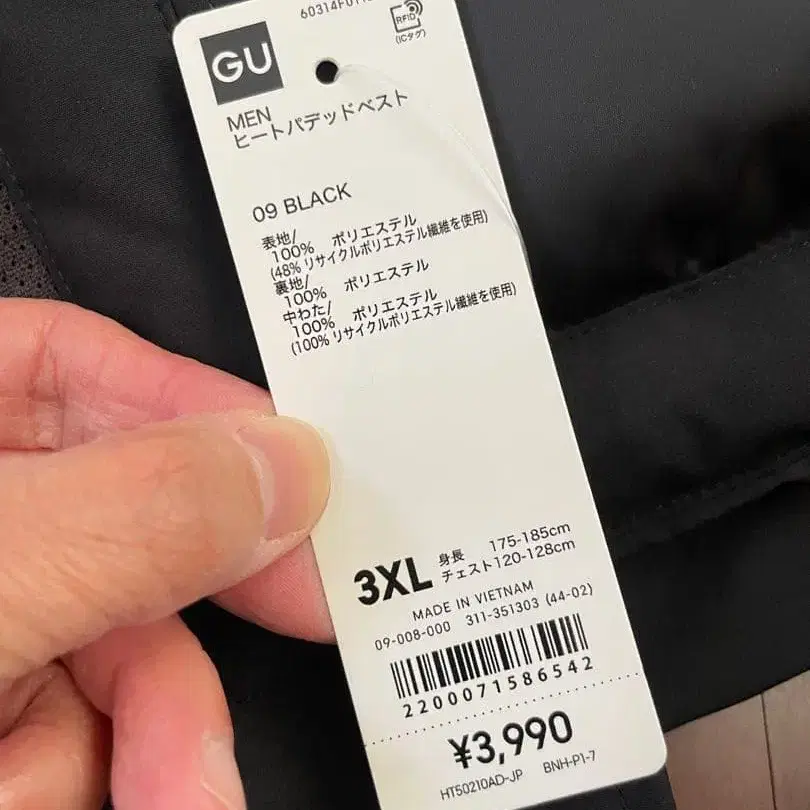 RFID
(ICタグ)
GU
MEN
ヒートパデッドベスト
09 BLACK
表地/
100% ポリエステル
(48% リサイクルポリエステル繊維を使用)
裏地/
100% ポリエステル
中わた/
100% ポリエステル
(100% リサイクルポリエステル繊維を使用)
3XL
身長 175-185cm
チェスト120-128cm
MADE IN VIETNAM
09-008-000 311-351303 (44-02)
2200071586542
¥3,990
HT50210AD-JP BNH-P1-7